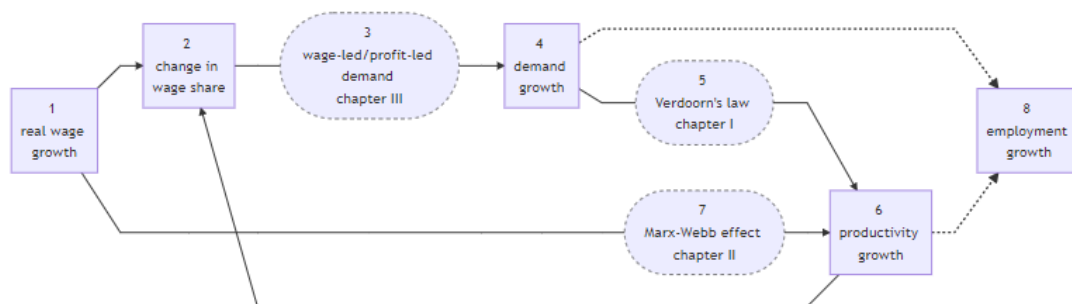 1
real wage
growth
2
change in
wage share
3
wage-led/profit-led
demand
chapter III
4
demand
growth
5
Verdoorn's law
chapter I
6
productivity
growth
7
Marx-Webb effect
chapter II
8
employment
growth